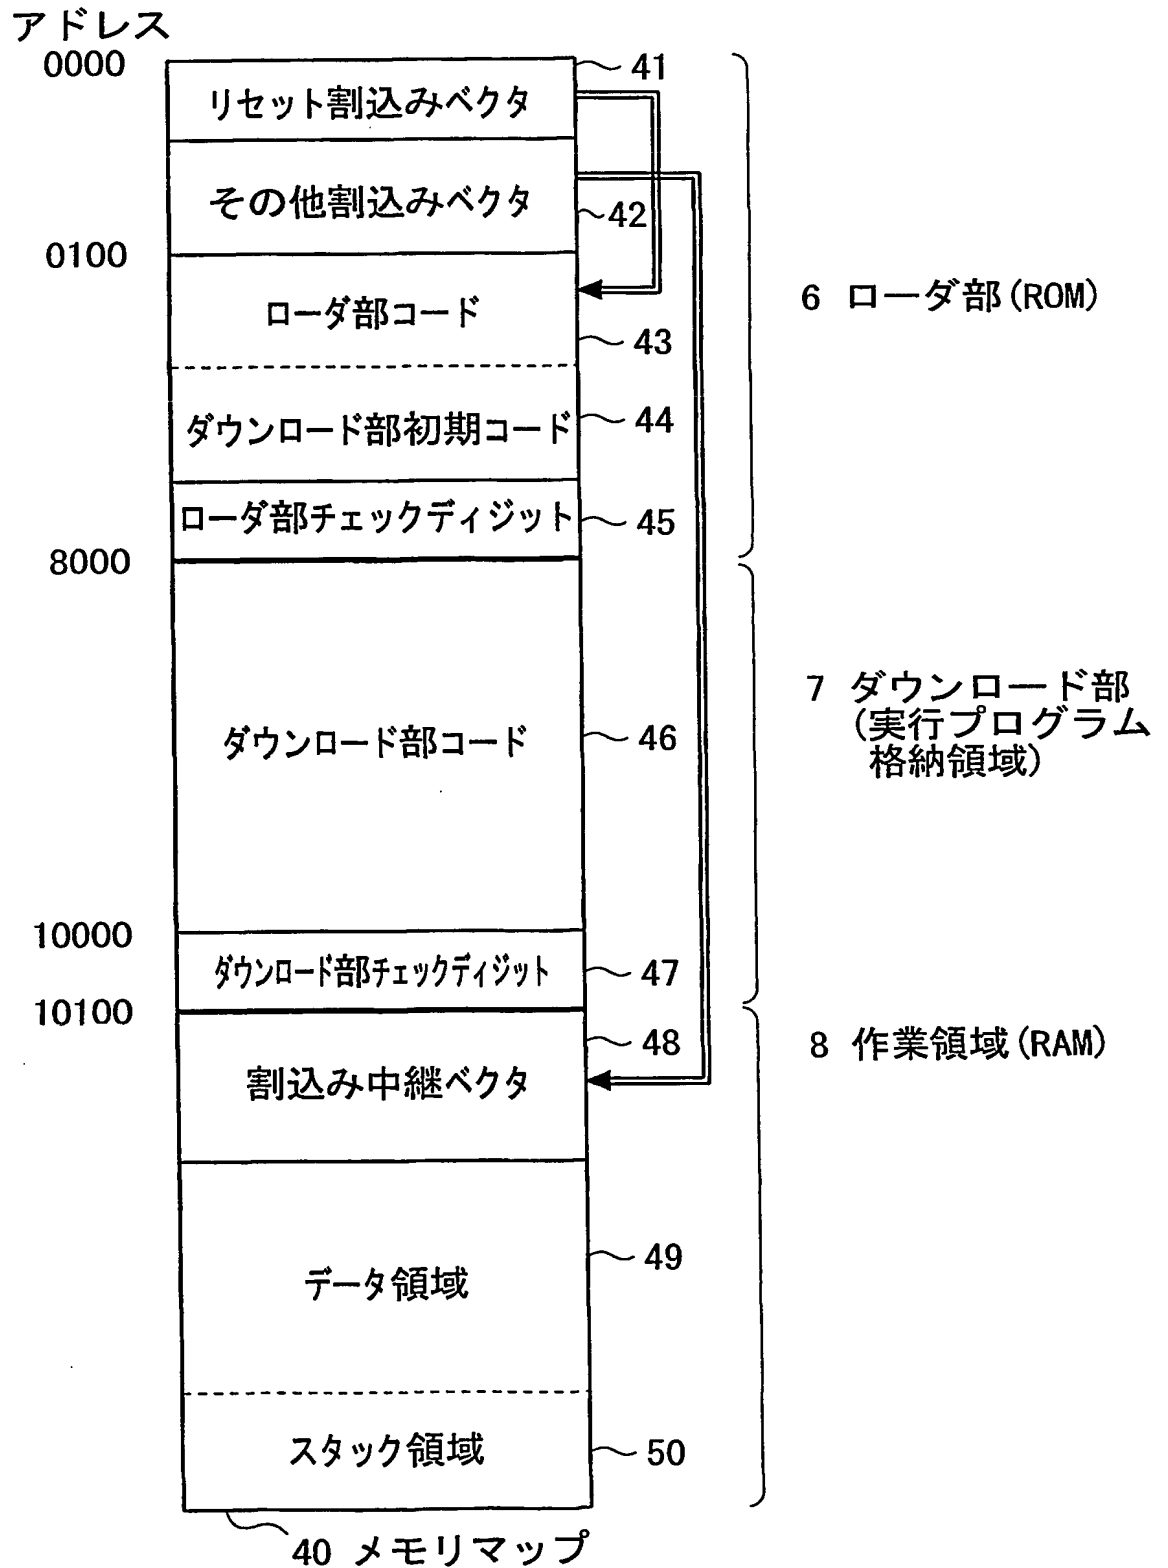 アドレス
0000
41
リセット割込みベクタ
その他割込みベクタ
42
0100
6 ローダ部(ROM)
ローダ部コード
43
44
ダウンロード部初期コード
ローダ部チェックディジット
45
8000
7 ダウンロード部
(実行プログラム
格納領域)
ダウンロード部コード
46
10000
ダウンロード部チェックディジット
47
10100
48
8 作業領域(RAM)
割込み中継ベクタ
49
データ領域
スタック領域
50
40 メモリマップ